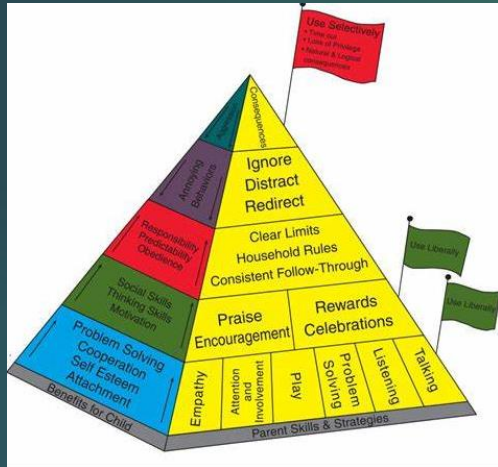 Use Selectively
• Time out
• Loss of Privilege
• Natural & Logical
consequences
Consequences
Aggression
Ignore
Distract
Redirect
Annoying
Behaviors
Clear Limits
Household Rules
Consistent Follow-Through
Responsibility
Predictability
Obedience
Use Liberally
Use Liberally
Praise
Encouragement
Rewards
Celebrations
Social Skills
Thinking Skills
Motivation
Empathy
Attention
and
Involvement
Play
Problem
Solving
Listening
Talking
Problem Solving
Cooperation
Self Esteem
Attachment
Parent Skills & Strategies
Benefits for Child